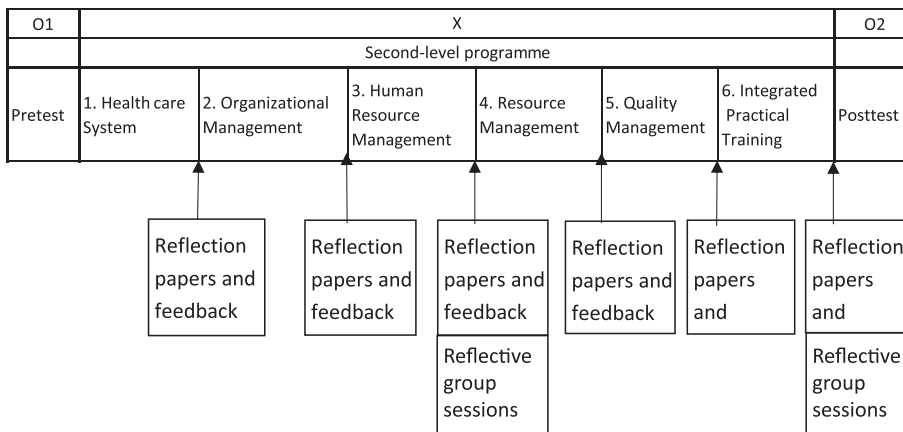 O1 X O2
Second-level programme
Pretest
1. Health care
System
2. Organizational
Management
3. Human
Resource
Management
4. Resource
Management
5. Quality
Management
6. Integrated
Practical
Training
Posttest
Reflection
papers and
feedback
Reflection
papers and
feedback
Reflection
papers and
feedback
Reflective
group
sessions
Reflection
papers and
feedback
Reflection
papers
and
Reflection
papers
and
Reflective
group
sessions